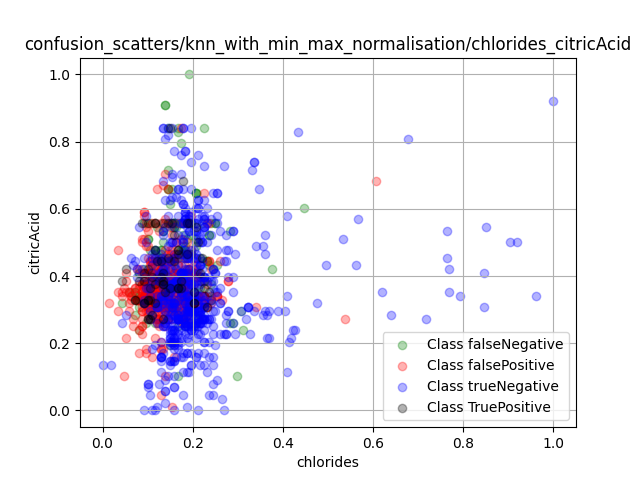 confusion_scatters/knn_with_min_max_normalisation/chlorides_citricAcid
1.0
0.8
0.6
0.4
0.2
0.0
citricAcid
0.0 0.2 0.4 0.6 0.8 1.0
chlorides
Class falseNegative
Class falsePositive
Class trueNegative
Class TruePositive